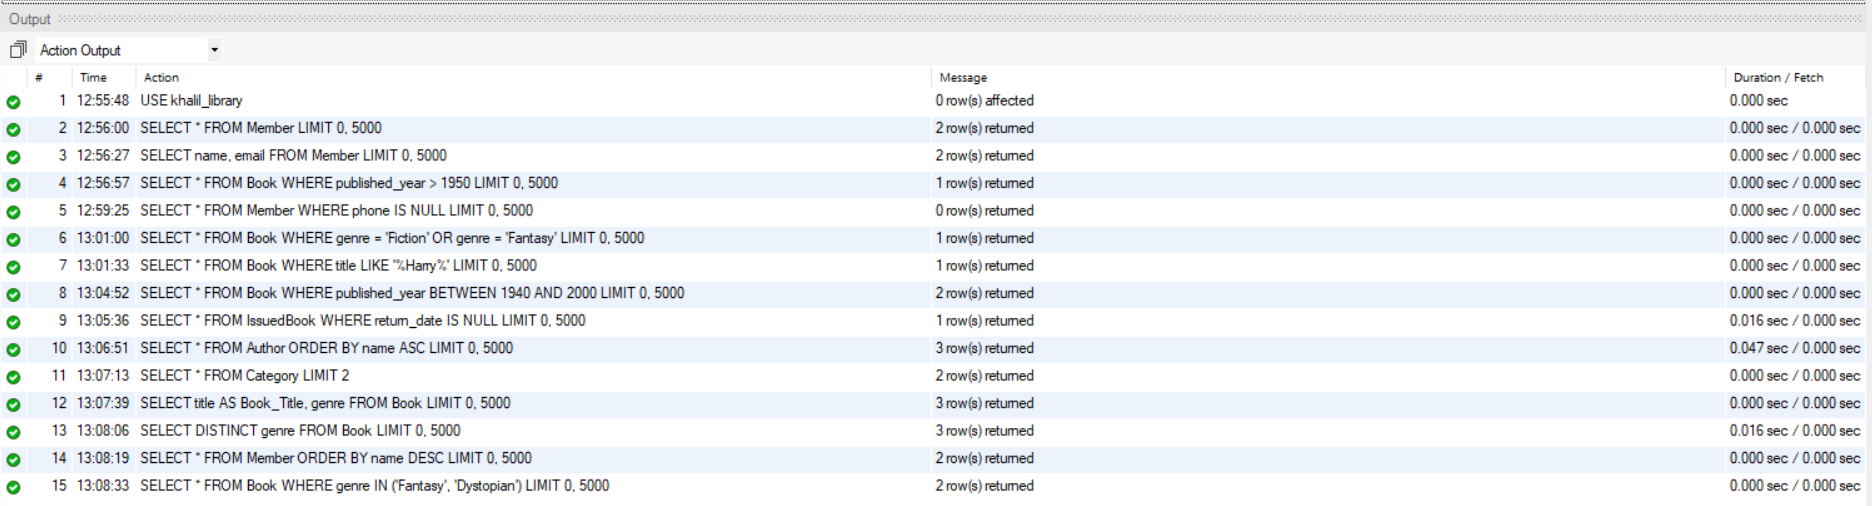 Output
Action Output
# Time Action Message Duration / Fetch
1 12:55:48 USE khalil_library 0 row(s) affected 0.000 sec
2 12:56:00 SELECT * FROM Member LIMIT 0, 5000 2 row(s) returned 0.000 sec / 0.000 sec
3 12:56:27 SELECT name, email FROM Member LIMIT 0, 5000 2 row(s) returned 0.000 sec / 0.000 sec
4 12:56:57 SELECT * FROM Book WHERE published_year > 1950 LIMIT 0, 5000 1 row(s) returned 0.000 sec / 0.000 sec
5 12:59:25 SELECT * FROM Member WHERE phone IS NULL LIMIT 0, 5000 0 row(s) returned 0.000 sec / 0.000 sec
6 13:01:00 SELECT * FROM Book WHERE genre = 'Fiction' OR genre = 'Fantasy' LIMIT 0, 5000 1 row(s) returned 0.000 sec / 0.000 sec
7 13:01:33 SELECT * FROM Book WHERE title LIKE '%Harry%' LIMIT 0, 5000 1 row(s) returned 0.000 sec / 0.000 sec
8 13:04:52 SELECT * FROM Book WHERE published_year BETWEEN 1940 AND 2000 LIMIT 0, 5000 2 row(s) returned 0.000 sec / 0.000 sec
9 13:05:36 SELECT * FROM IssuedBook WHERE return_date IS NULL LIMIT 0, 5000 1 row(s) returned 0.016 sec / 0.000 sec
10 13:06:51 SELECT * FROM Author ORDER BY name ASC LIMIT 0, 5000 3 row(s) returned 0.047 sec / 0.000 sec
11 13:07:13 SELECT * FROM Category LIMIT 2 2 row(s) returned 0.000 sec / 0.000 sec
12 13:07:39 SELECT title AS Book_Title, genre FROM Book LIMIT 0, 5000 3 row(s) returned 0.000 sec / 0.000 sec
13 13:08:06 SELECT DISTINCT genre FROM Book LIMIT 0, 5000 3 row(s) returned 0.016 sec / 0.000 sec
14 13:08:19 SELECT * FROM Member ORDER BY name DESC LIMIT 0, 5000 2 row(s) returned 0.000 sec / 0.000 sec
15 13:08:33 SELECT * FROM Book WHERE genre IN ('Fantasy', 'Dystopian') LIMIT 0, 5000 2 row(s) returned 0.000 sec / 0.000 sec